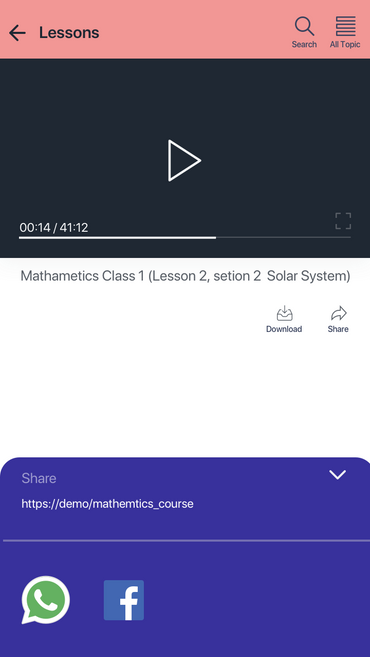 Lessons
Search
All Topic
00:14 / 41:12
Mathametics Class 1 (Lesson 2, setion 2 Solar System)
Download
Share
Share
https://demo/mathemtics_course